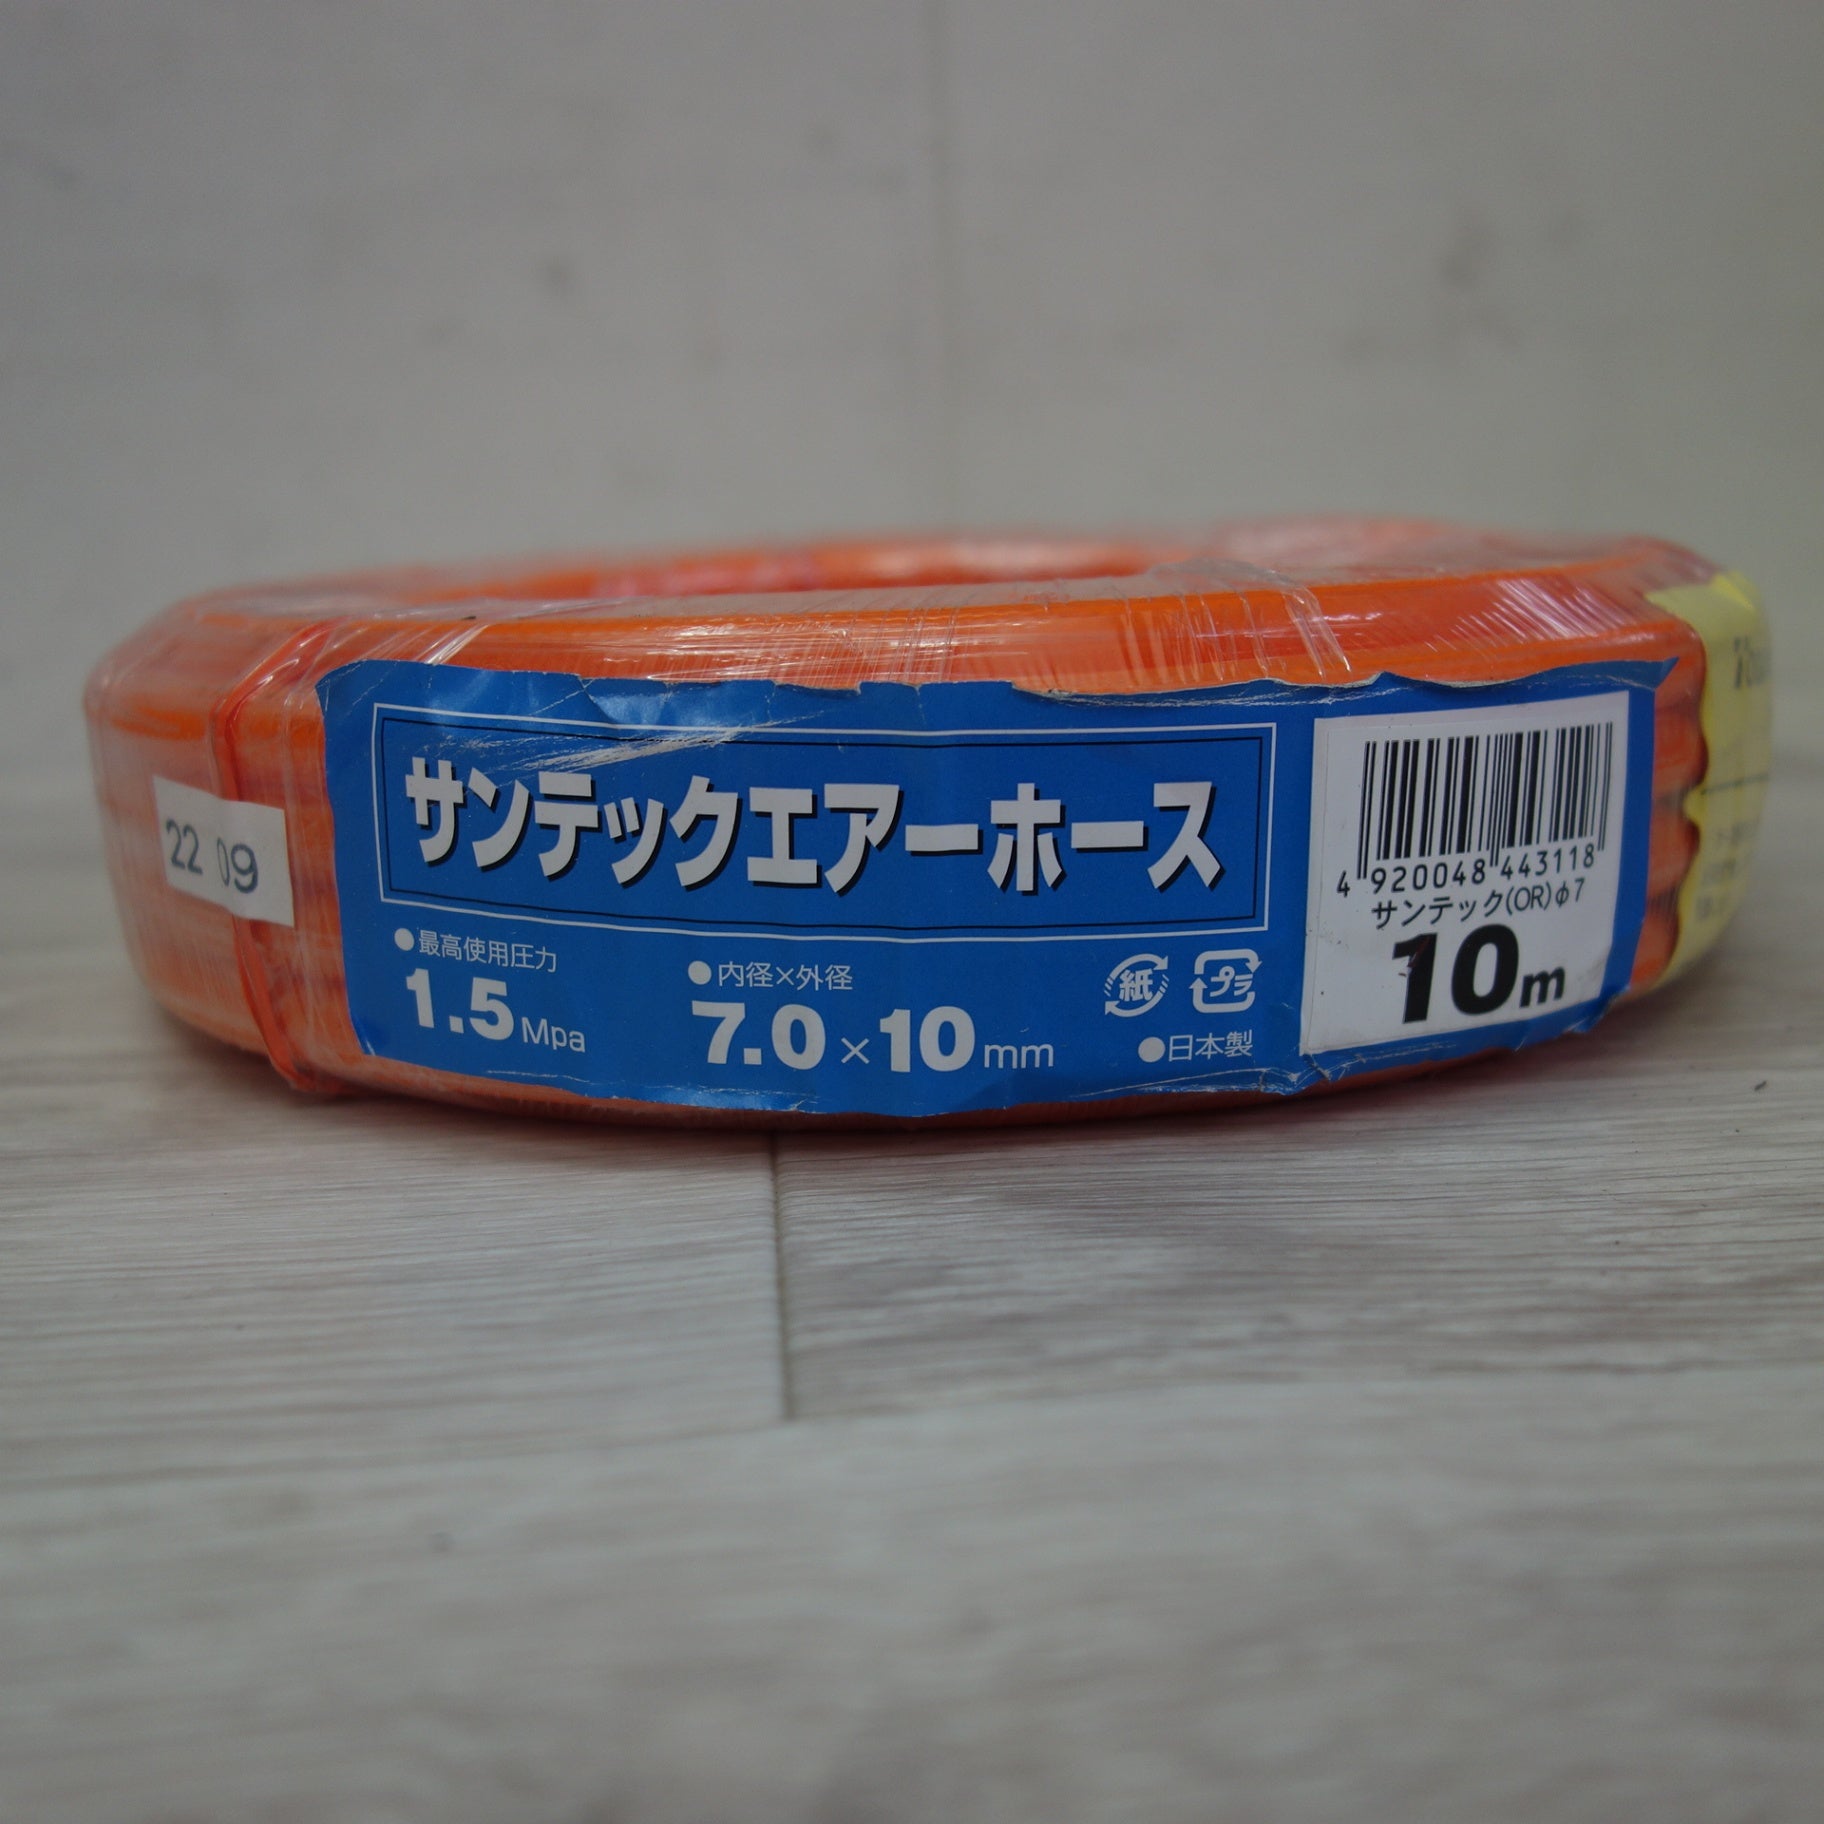 22 09
サンテックエアーホース
●最高使用圧力
1.5Mpa
●内径×外径
7.0×10mm
紙
プラ
●日本製
4 920048 443118
サンテック(OR)φ7
10m